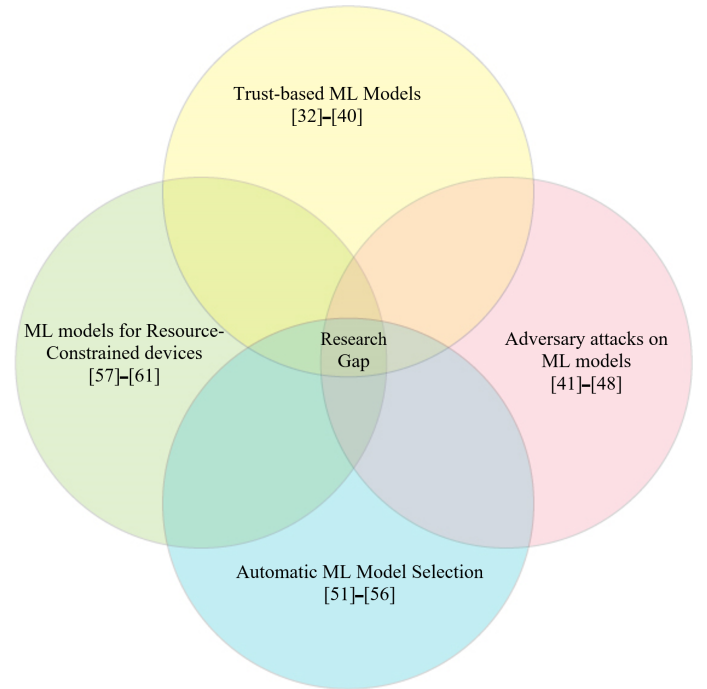 Trust-based ML Models
[32]–[40]
ML models for Resource-
Constrained devices
[57]–[61]
Research
Gap
Adversary attacks on
ML models
[41]–[48]
Automatic ML Model Selection
[51]–[56]